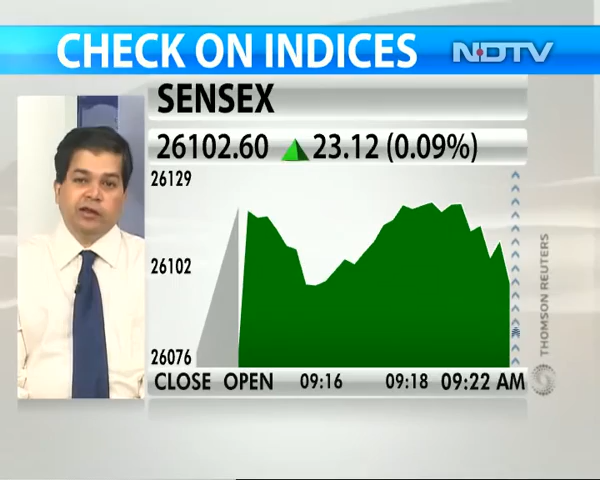 CHECK ON INDICES NDTV
SENSEX
26102.60 23.12 (0.09%)
26129
26102
26076
CLOSE OPEN 09:16 09:18 09:22 AM
THOMSON REUTERS